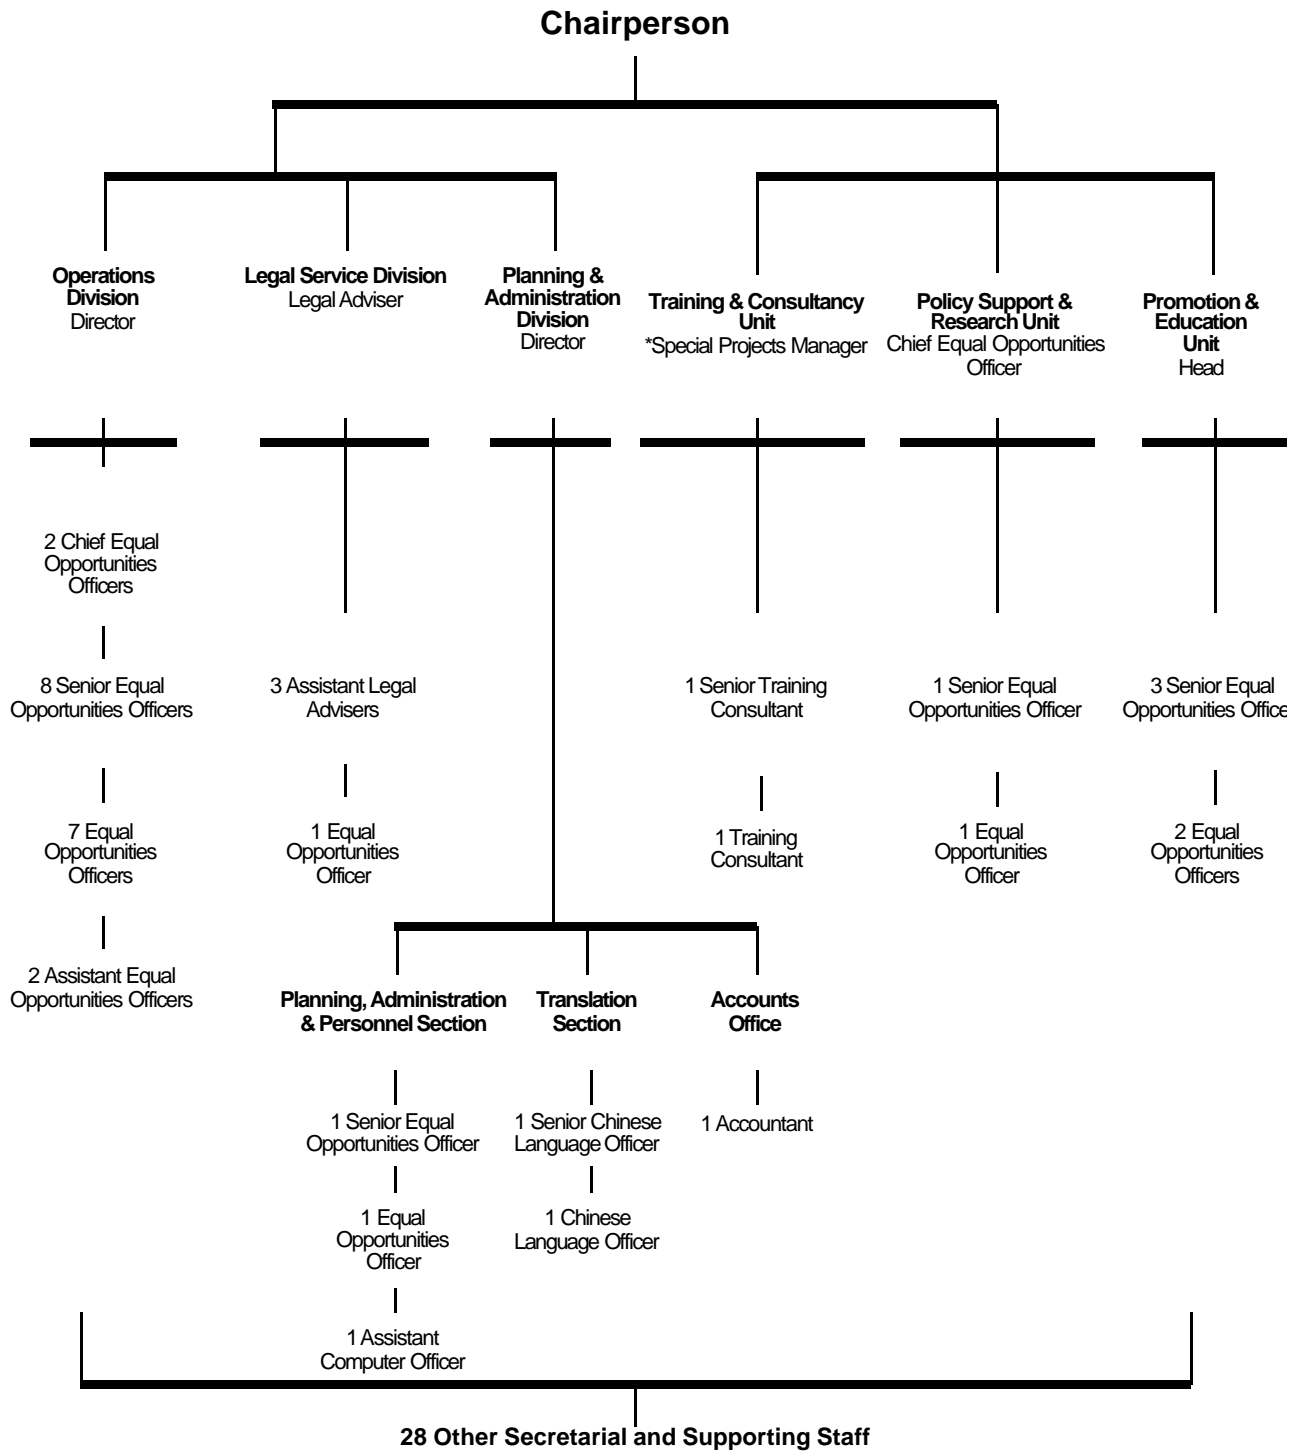 Chairperson
Operations
Division
Director
Legal Service Division
Legal Adviser
Planning &
Administration
Division
Director
Training & Consultancy
Unit
*Special Projects Manager
Policy Support &
Research Unit
Chief Equal Opportunities
Officer
Promotion &
Education
Unit
Head
2 Chief Equal
Opportunities
Officers
8 Senior Equal
Opportunities Officers
7 Equal
Opportunities
Officers
2 Assistant Equal
Opportunities Officers
3 Assistant Legal
Advisers
1 Equal
Opportunities
Officer
1 Senior Training
Consultant
1 Training
Consultant
1 Senior Equal
Opportunities Officer
1 Equal
Opportunities
Officer
3 Senior Equal
Opportunities Office
2 Equal
Opportunities
Officers
Planning, Administration
& Personnel Section
1 Senior Equal
Opportunities Officer
1 Equal
Opportunities
Officer
1 Assistant
Computer Officer
Translation
Section
1 Senior Chinese
Language Officer
1 Chinese
Language Officer
Accounts
Office
1 Accountant
28 Other Secretarial and Supporting Staff